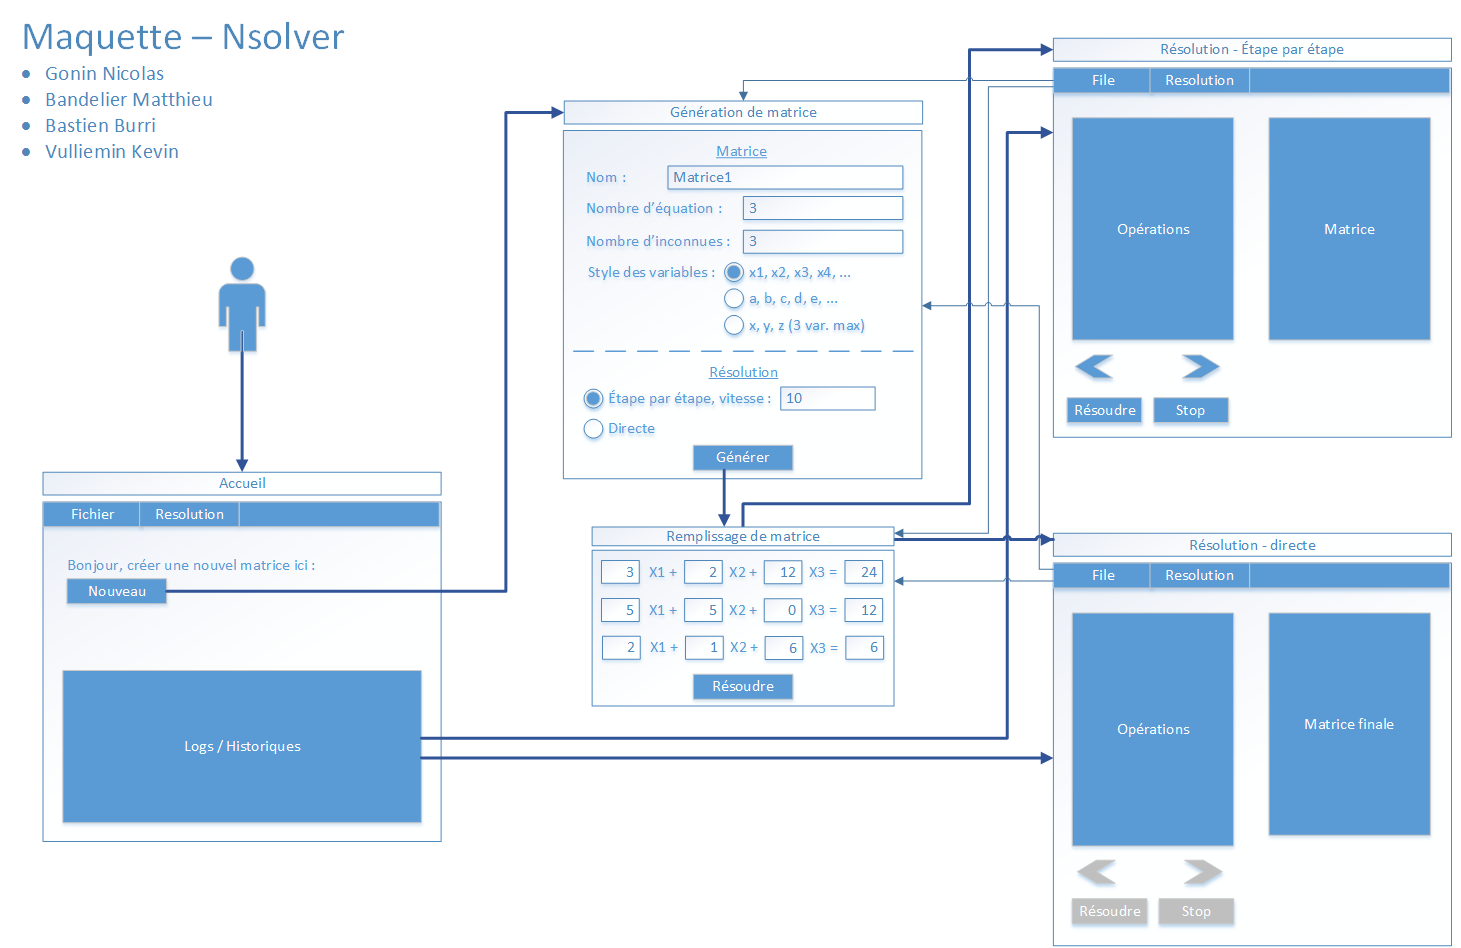 Maquette – Nsolver
• Gonin Nicolas
• Bandelier Matthieu
• Bastien Burri
• Vulliemin Kevin
Accueil
Fichier Resolution
Bonjour, créer une nouvel matrice ici :
Nouveau
Logs / Historiques
Génération de matrice
Matrice
Nom : Matrice1
Nombre d'équation : 3
Nombre d'inconnues : 3
Style des variables : x1, x2, x3, x4, ...
a, b, c, d, e, ...
x, y, z (3 var. max)
Résolution
Étape par étape, vitesse : 10
Directe
Générer
Remplissage de matrice
3 X1 + 2 X2 + 12 X3 = 24
5 X1 + 5 X2 + 0 X3 = 12
2 X1 + 1 X2 + 6 X3 = 6
Résoudre
Résolution - Étape par étape
File Resolution
Opérations Matrice
Résoudre Stop
Résolution - directe
File Resolution
Opérations Matrice finale
Résoudre Stop